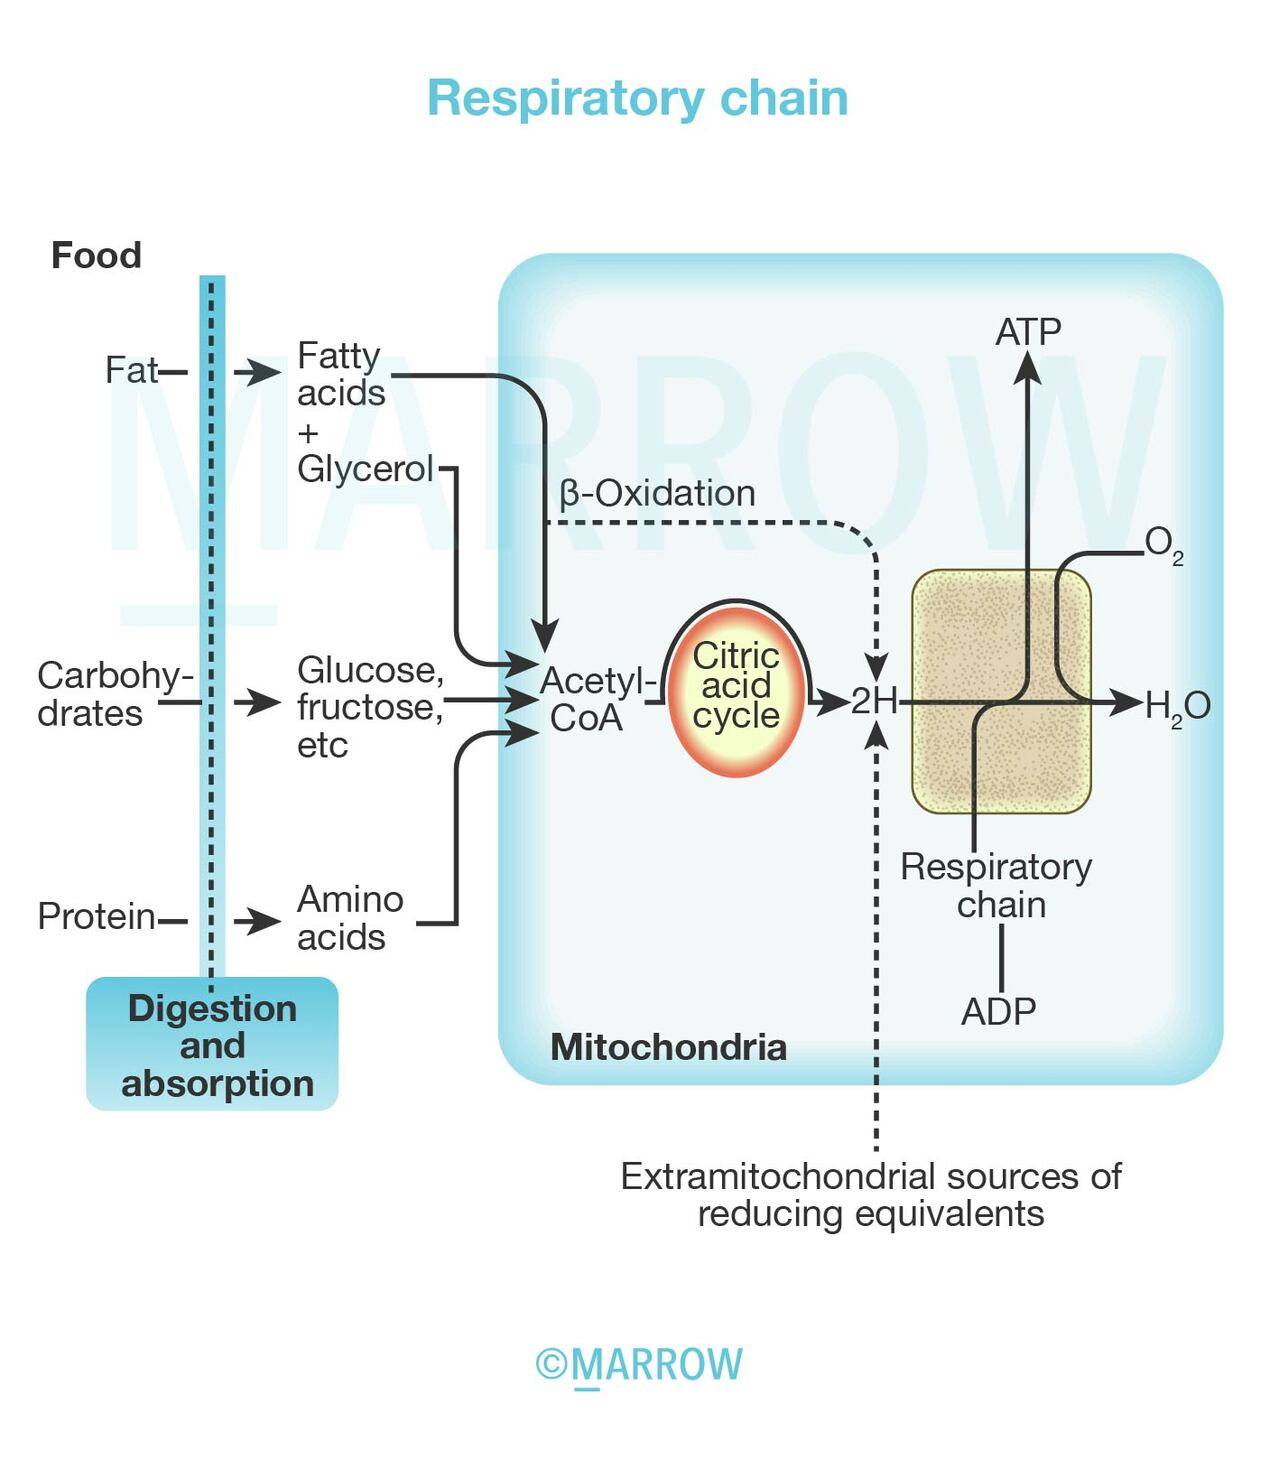 Respiratory chain
Food
Fat
Fatty
acids
+
Glycerol
Carbohy-
drates
Glucose,
fructose,
etc
Protein
Amino
acids
Digestion
and
absorption
β-Oxidation
Acetyl-
CoA
Citric
acid
cycle
2H
ATP
O₂
H₂O
Respiratory
chain
ADP
Mitochondria
Extramitochondrial sources of
reducing equivalents
MARROW
©MARROW